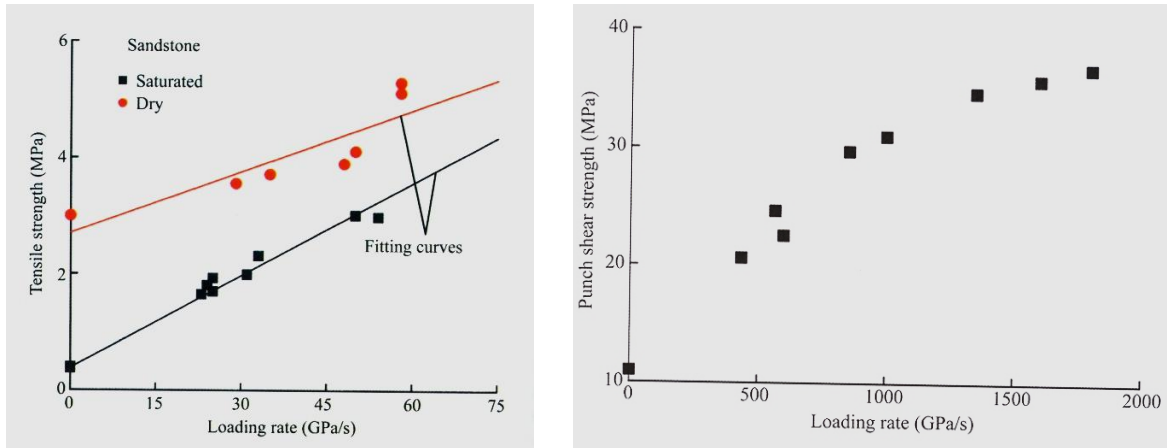 6
4
2
0
Tensile strength (MPa)
Sandstone
Saturated
Dry
Fitting curves
0
15
30
45
60
75
Loading rate (GPa/s)
40
30
20
10
Punch shear strength (MPa)
0
500
1000
1500
2000
Loading rate (GPa/s)